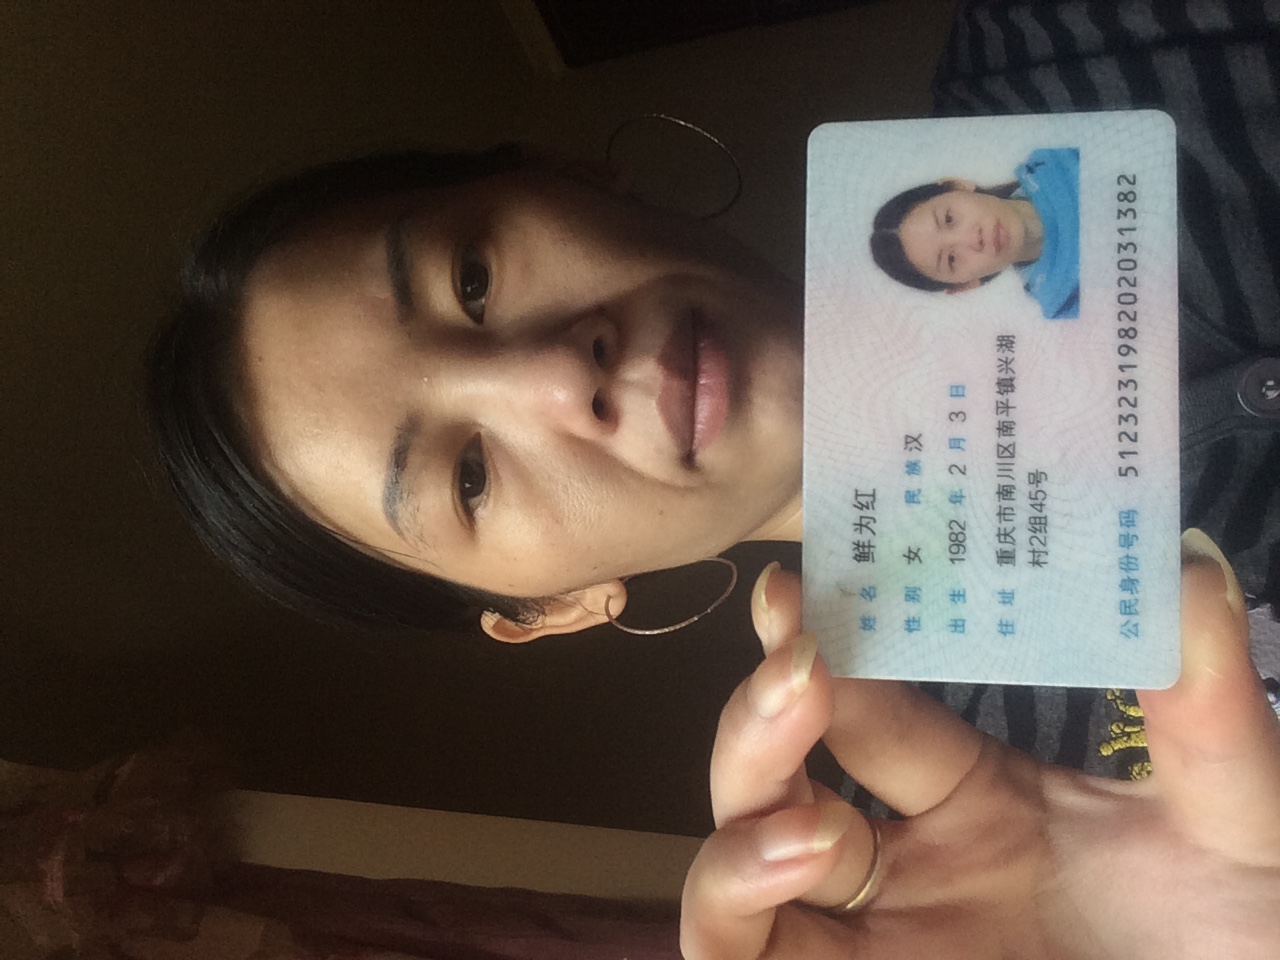 姓名 鲜为红
性别 女 民族 汉
出生 1982 年 2 月 3 日
住址 重庆市南川区南平镇兴湖
村2组45号
公民身份号码 512323198202031382